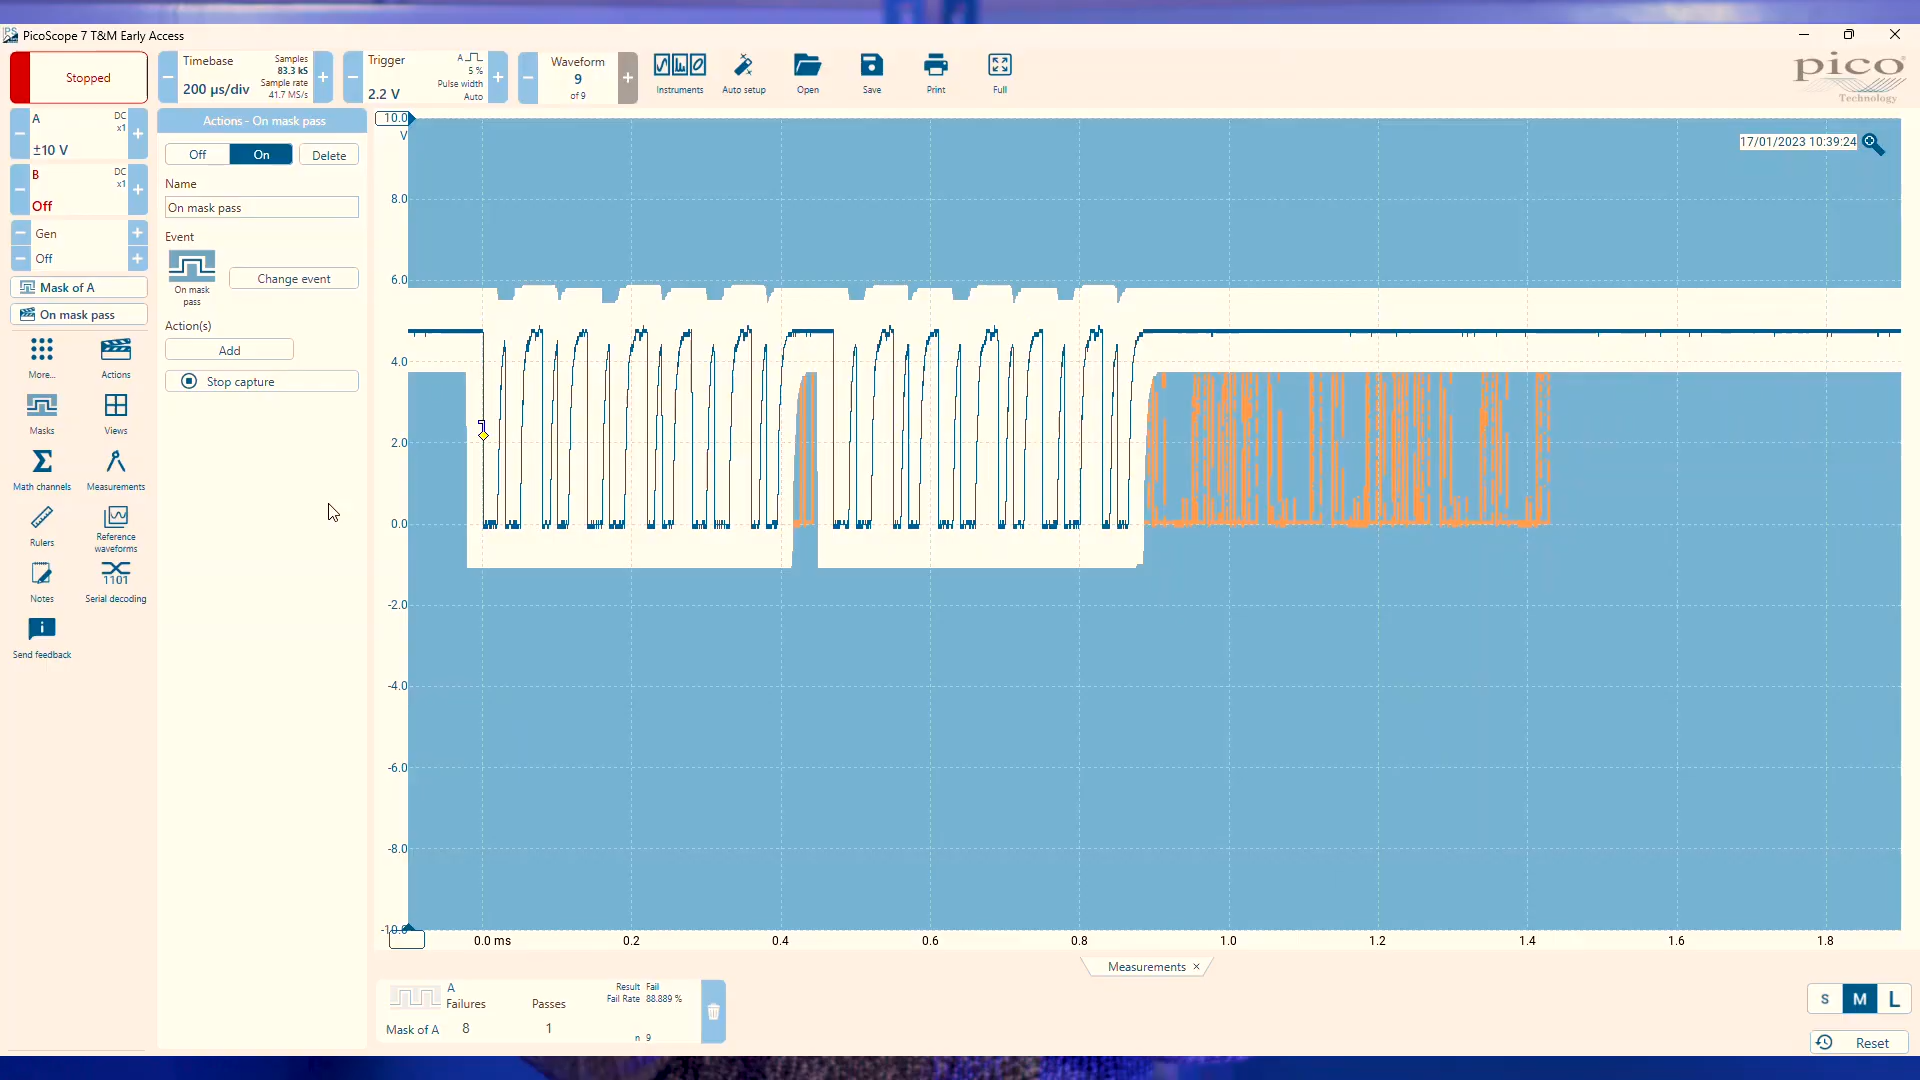 PicoScope 7 T&M Early Access
Stopped
Timebase
200 µs/div
Samples
83.3 kS
Sample rate
41.7 MS/s
Trigger
2.2 V
A
5 %
Pulse width
Auto
Waveform
9
of 9
Instruments
Auto setup
Open
Save
Print
Full
pico
Technology
A
DC
x1
±10 V
B
DC
x1
Off
Gen
Off
Mask of A
On mask pass
More...
Actions
Masks
Views
Math channels
Measurements
Rulers
Reference
waveforms
Notes
1101
Serial decoding
Send feedback
Actions - On mask pass
Off
On
Delete
Name
On mask pass
Event
On mask
pass
Change event
Action(s)
Add
Stop capture
17/01/2023 10:39:24
10.0
V
8.0
6.0
4.0
2.0
0.0
-2.0
-4.0
-6.0
-8.0
-10.0
0.0 ms
0.2
0.4
0.6
0.8
1.0
1.2
1.4
1.6
1.8
Measurements
A
Failures
Passes
Result Fail
Fail Rate 88.889 %
Mask of A
8
1
n 9
S
M
L
Reset